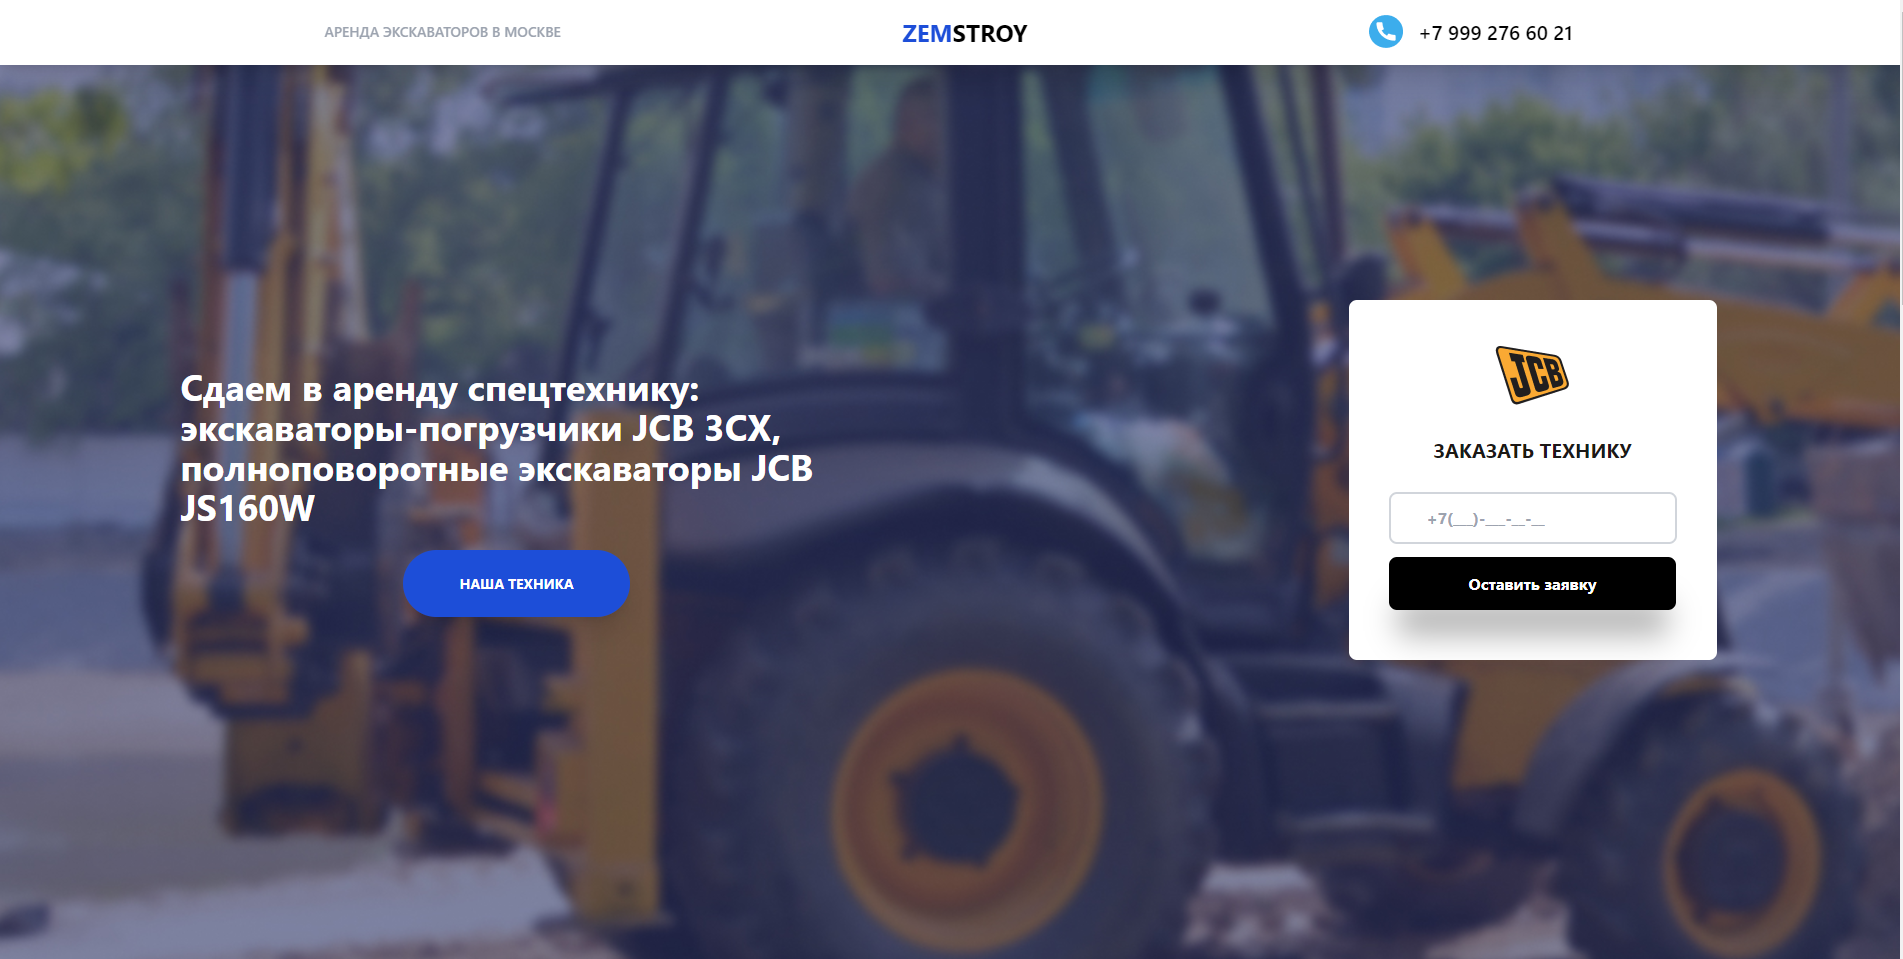 АРЕНДА ЭКСКАВАТОРОВ В МОСКВЕ
ZEMSTROY
+7 999 276 60 21
Сдаем в аренду спецтехнику:
экскаваторы-погрузчики JCB 3CX,
полноповоротные экскаваторы JCB
JS160W
НАША ТЕХНИКА
JCB
ЗАКАЗАТЬ ТЕХНИКУ
+7(___)-___-__-__
Оставить заявку